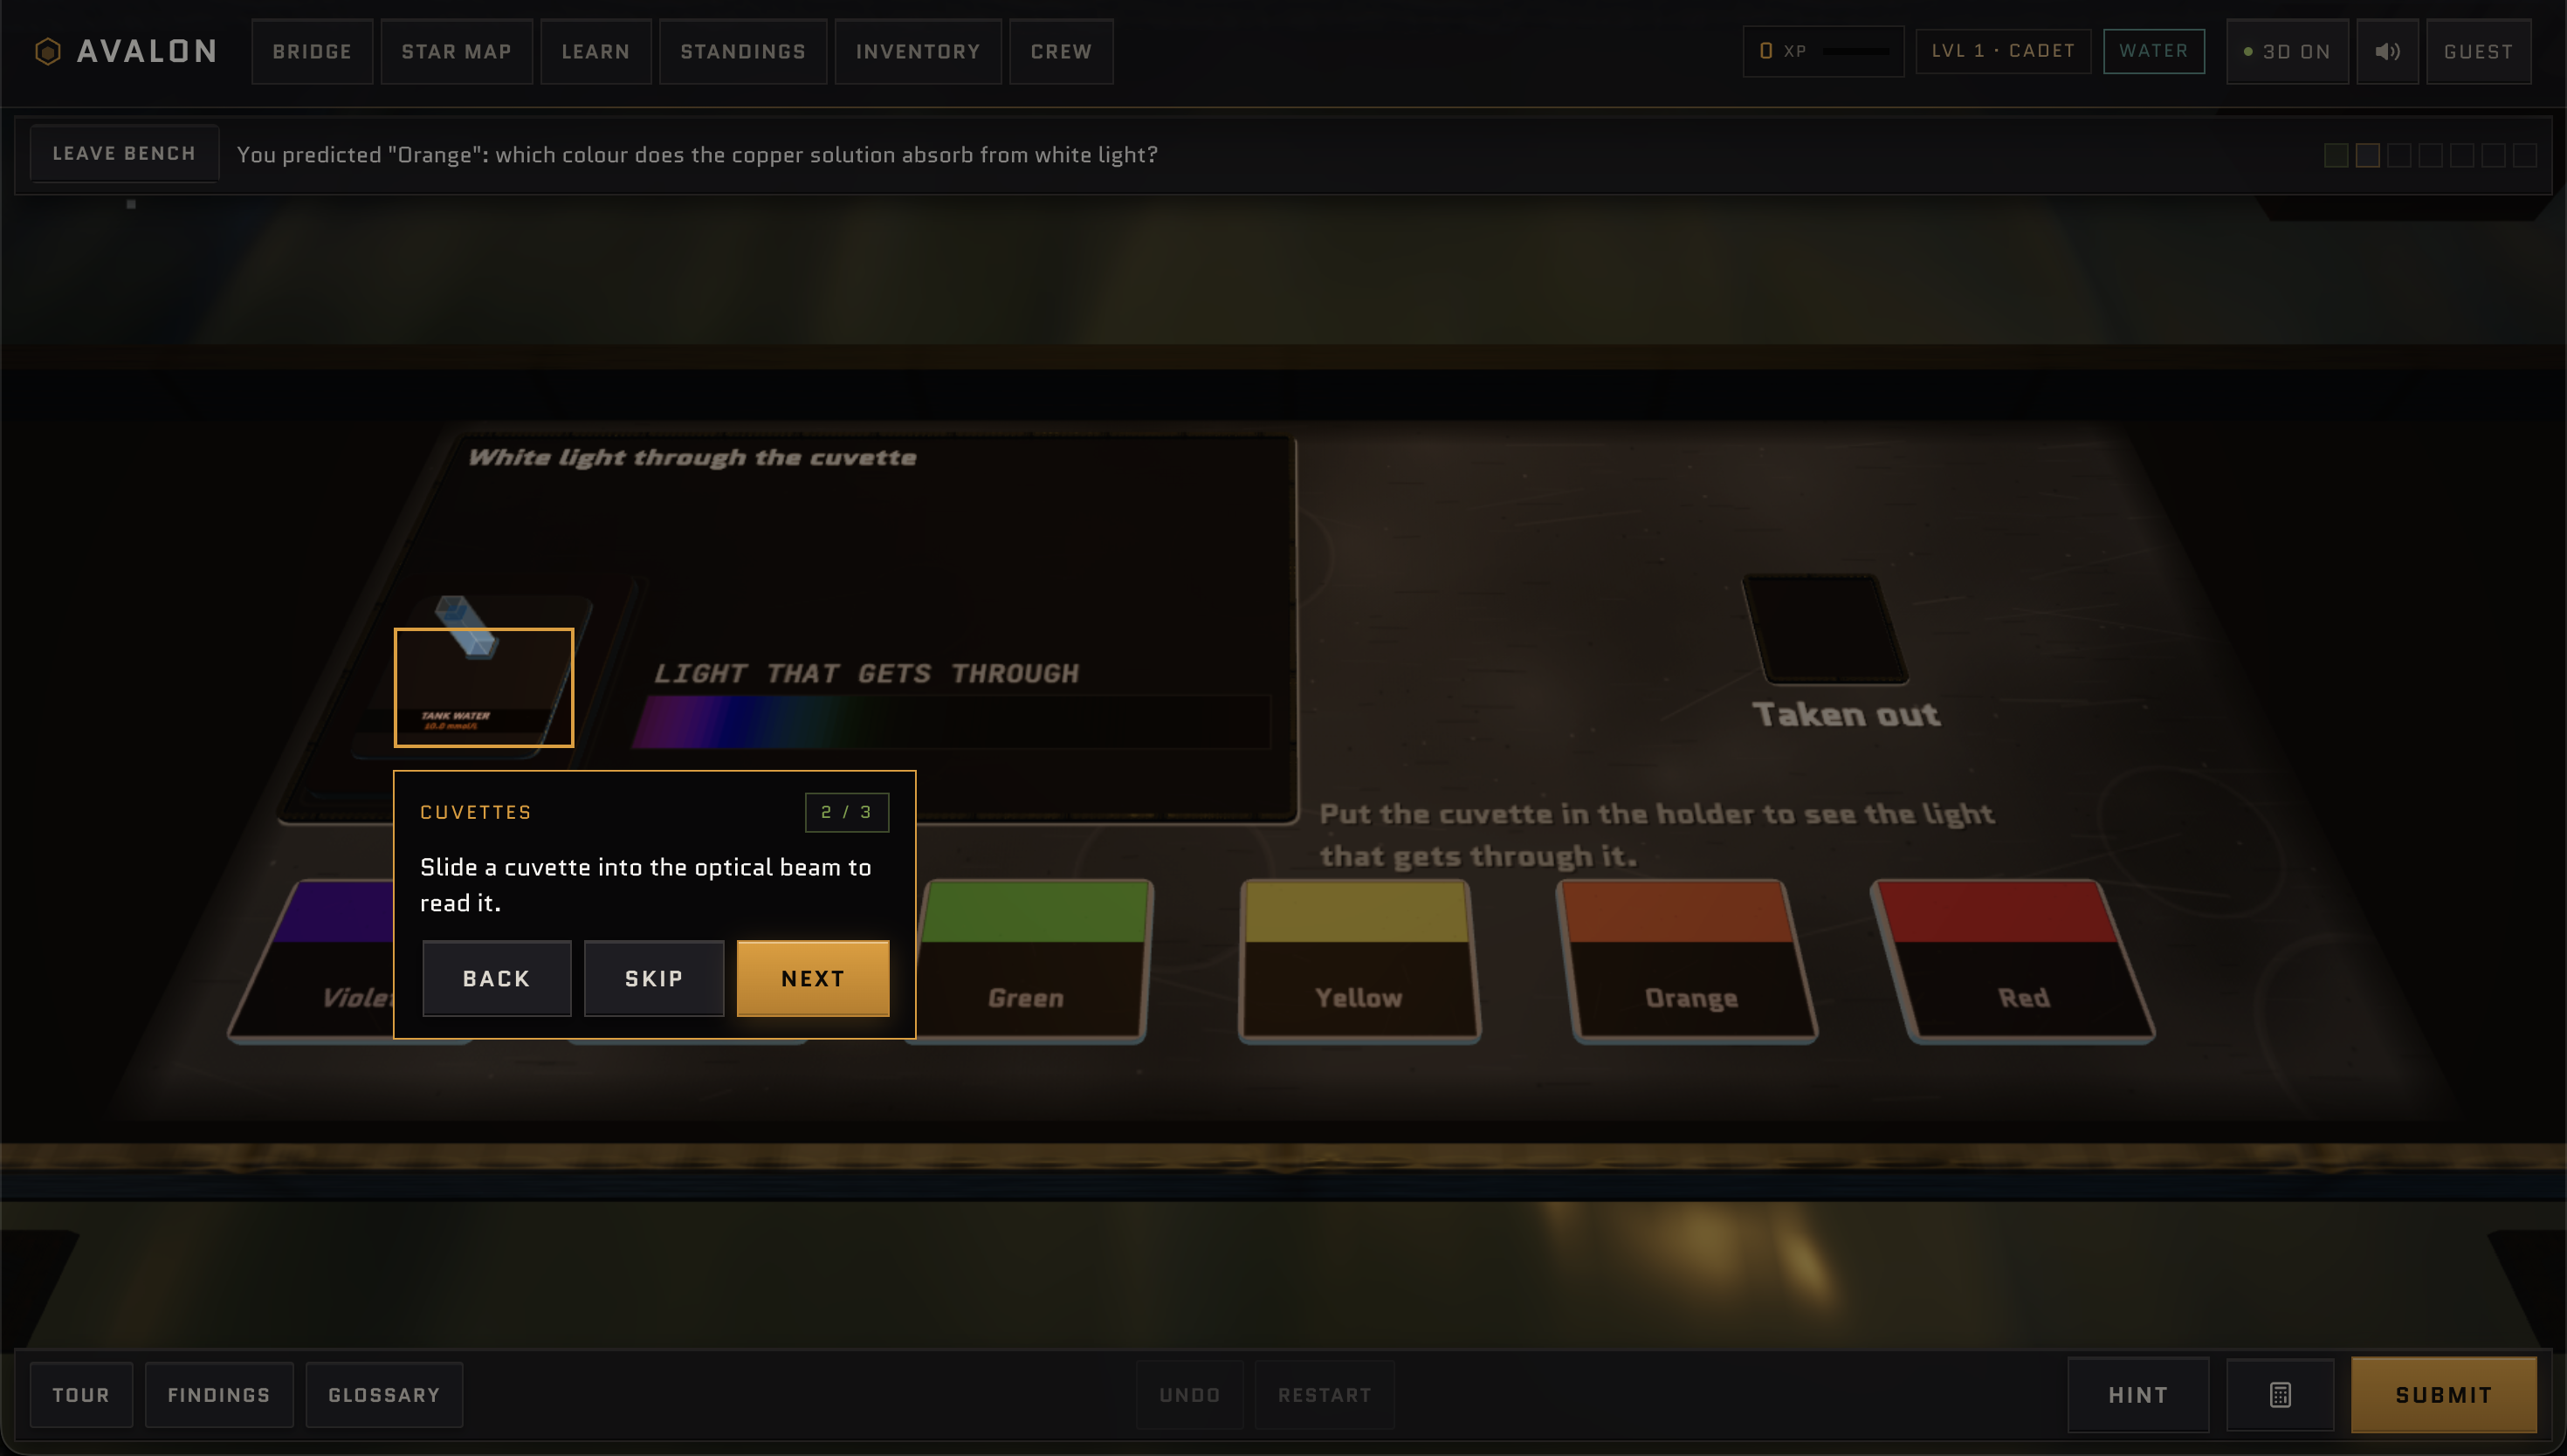 AVALON
BRIDGE
STAR MAP
LEARN
STANDINGS
INVENTORY
CREW
0 XP
LVL 1 · CADET
WATER
3D ON
GUEST
LEAVE BENCH
You predicted "Orange": which colour does the copper solution absorb from white light?
White light through the cuvette
LIGHT THAT GETS THROUGH
TANK WATER
10.0 mmol/L
Taken out
Put the cuvette in the holder to see the light
that gets through it.
CUVETTES
2 / 3
Slide a cuvette into the optical beam to
read it.
BACK
SKIP
NEXT
Violet
Green
Yellow
Orange
Red
TOUR
FINDINGS
GLOSSARY
UNDO
RESTART
HINT
SUBMIT